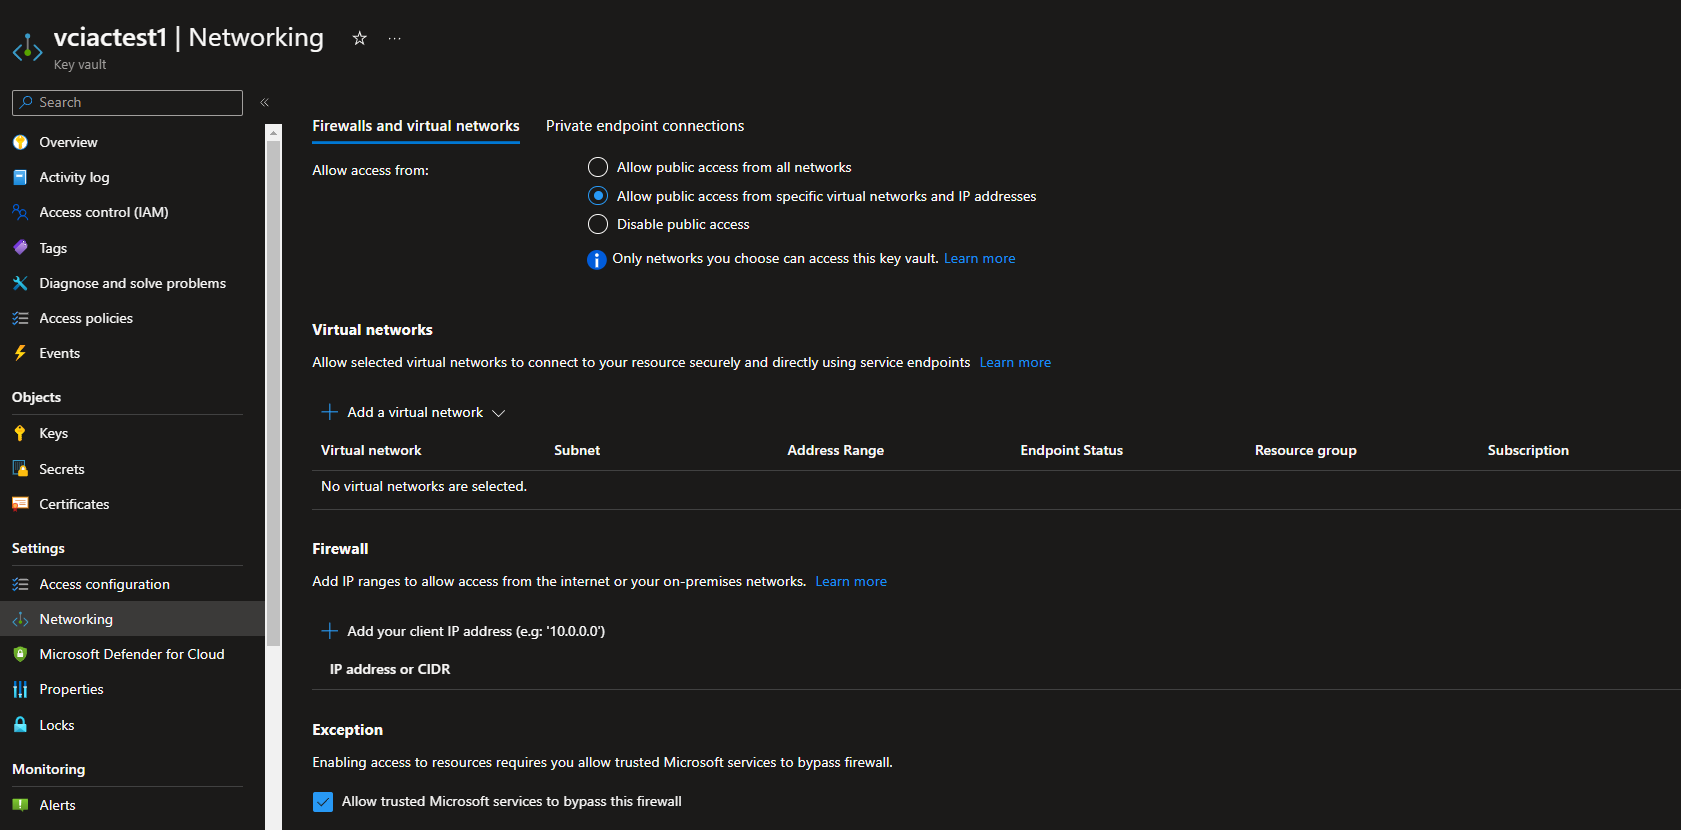 vciactest1 | Networking
Key vault
Search
Overview
Activity log
Access control (IAM)
Tags
Diagnose and solve problems
Access policies
Events
Objects
Keys
Secrets
Certificates
Settings
Access configuration
Networking
Microsoft Defender for Cloud
Properties
Locks
Monitoring
Alerts
Firewalls and virtual networks Private endpoint connections
Allow access from:
Allow public access from all networks
Allow public access from specific virtual networks and IP addresses
Disable public access
Only networks you choose can access this key vault. Learn more
Virtual networks
Allow selected virtual networks to connect to your resource securely and directly using service endpoints Learn more
Add a virtual network
Virtual network Subnet Address Range Endpoint Status Resource group Subscription
No virtual networks are selected.
Firewall
Add IP ranges to allow access from the internet or your on-premises networks. Learn more
Add your client IP address (e.g: '10.0.0.0')
IP address or CIDR
Exception
Enabling access to resources requires you allow trusted Microsoft services to bypass firewall.
Allow trusted Microsoft services to bypass this firewall